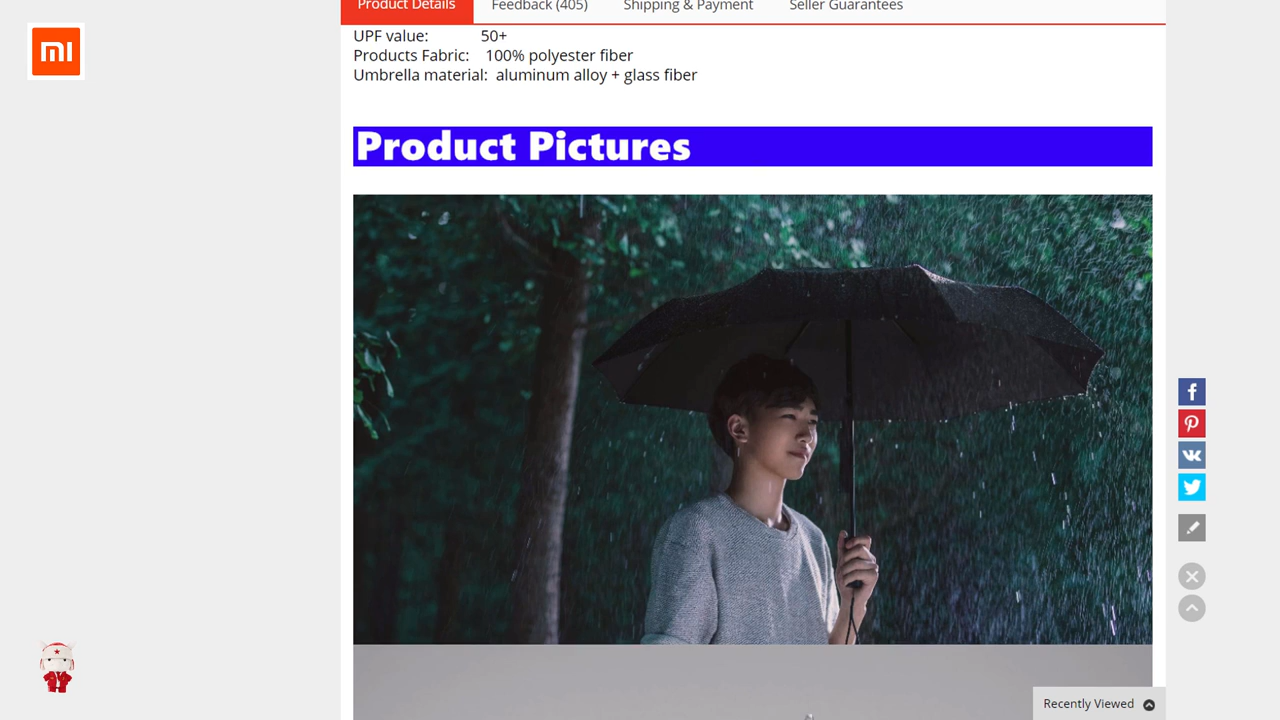 Product Details
Feedback (405)
Shipping & Payment
Seller Guarantees
UPF value: 50+
Products Fabric: 100% polyester fiber
Umbrella material: aluminum alloy + glass fiber
Product Pictures
Recently Viewed